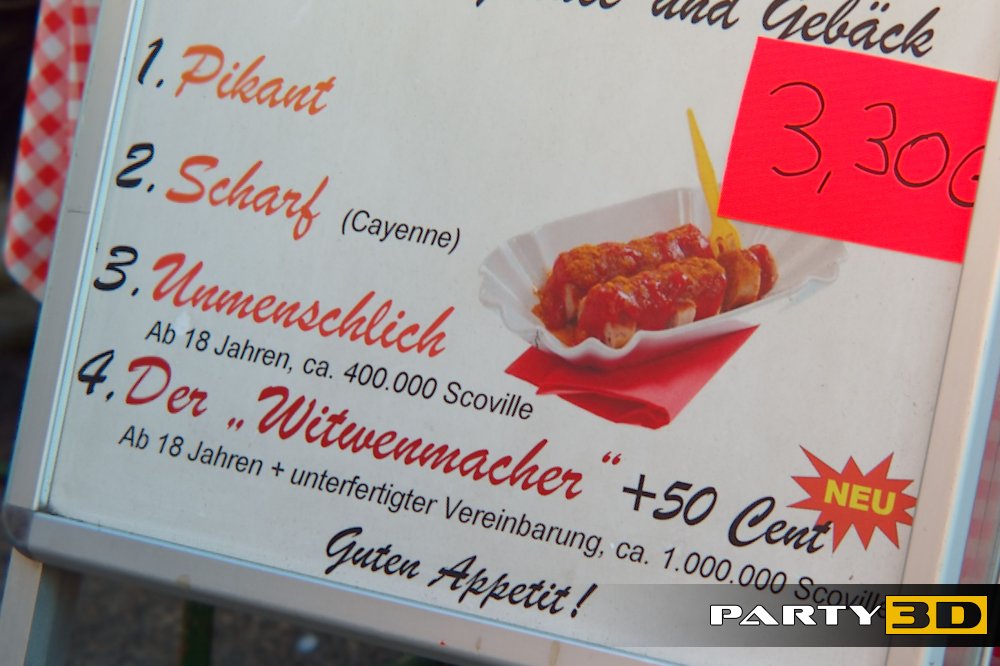 und Gebäck
3,30€
1. Pikant
2. Scharf (Cayenne)
3. Unmenschlich
Ab 18 Jahren, ca. 400.000 Scoville
4. Der „Witwenmacher“ +50 Cent
NEU
Ab 18 Jahren + unterfertigter Vereinbarung, ca. 1.000.000 Scoville
Guten Appetit!
PARTY3D